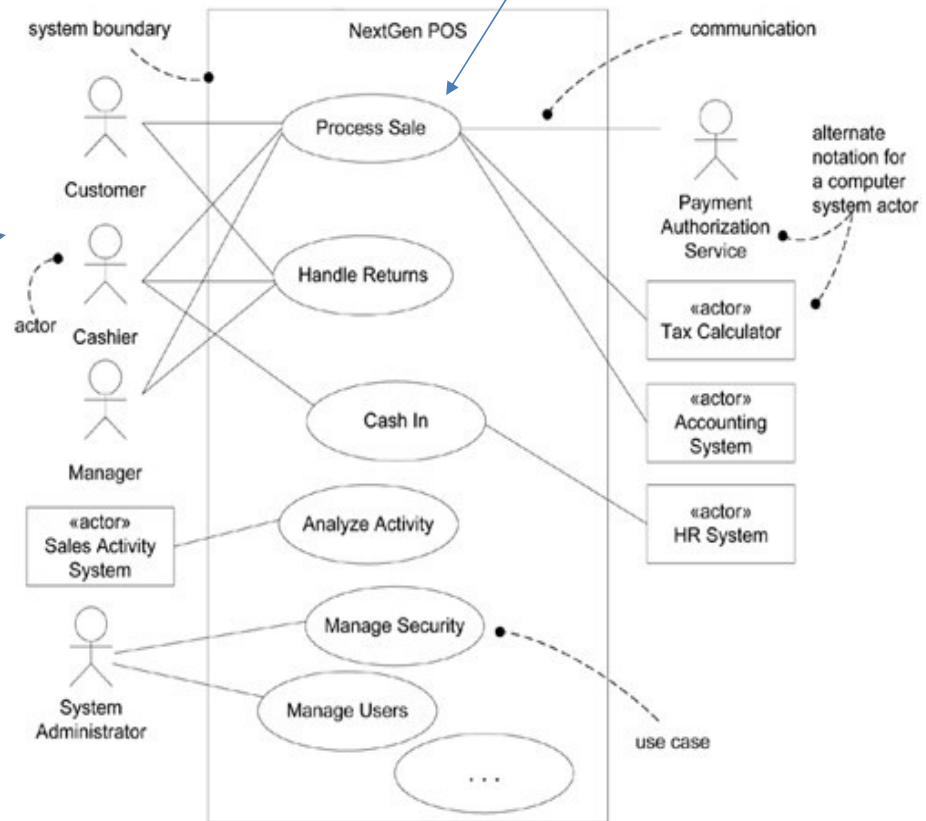 system boundary
NextGen POS
communication
Process Sale
alternate
notation for
a computer
system actor
Customer
Payment
Authorization
Service
Handle Returns
actor
Cashier
«actor»
Tax Calculator
Cash In
«actor»
Accounting
System
Manager
«actor»
Sales Activity
System
Analyze Activity
«actor»
HR System
Manage Security
System
Administrator
Manage Users
use case
. . .